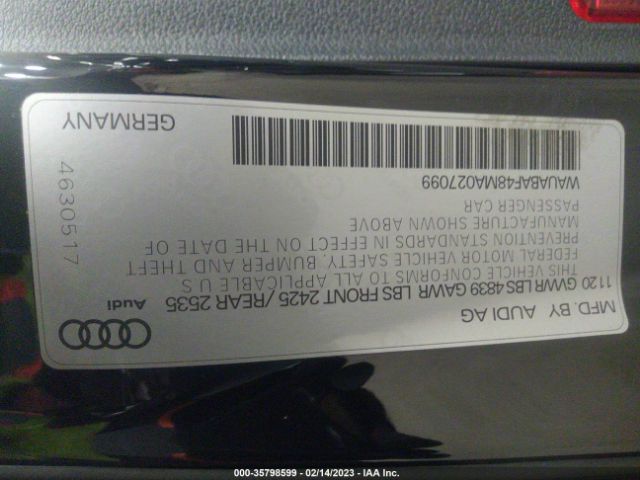 MFD. BY AUDI AG
1120 GVWR LBS 4839 GAWR LBS FRONT 2425 / REAR 2535
THIS VEHICLE CONFORMS TO ALL APPLICABLE U S
FEDERAL MOTOR VEHICLE SAFETY, BUMPER AND THEFT
PREVENTION STANDARDS IN EFFECT ON THE DATE OF
MANUFACTURE SHOWN ABOVE
PASSENGER CAR
WAUABAF48MA027099
Audi
4630517
GERMANY
000-35798599 - 02/14/2023 - IAA Inc.